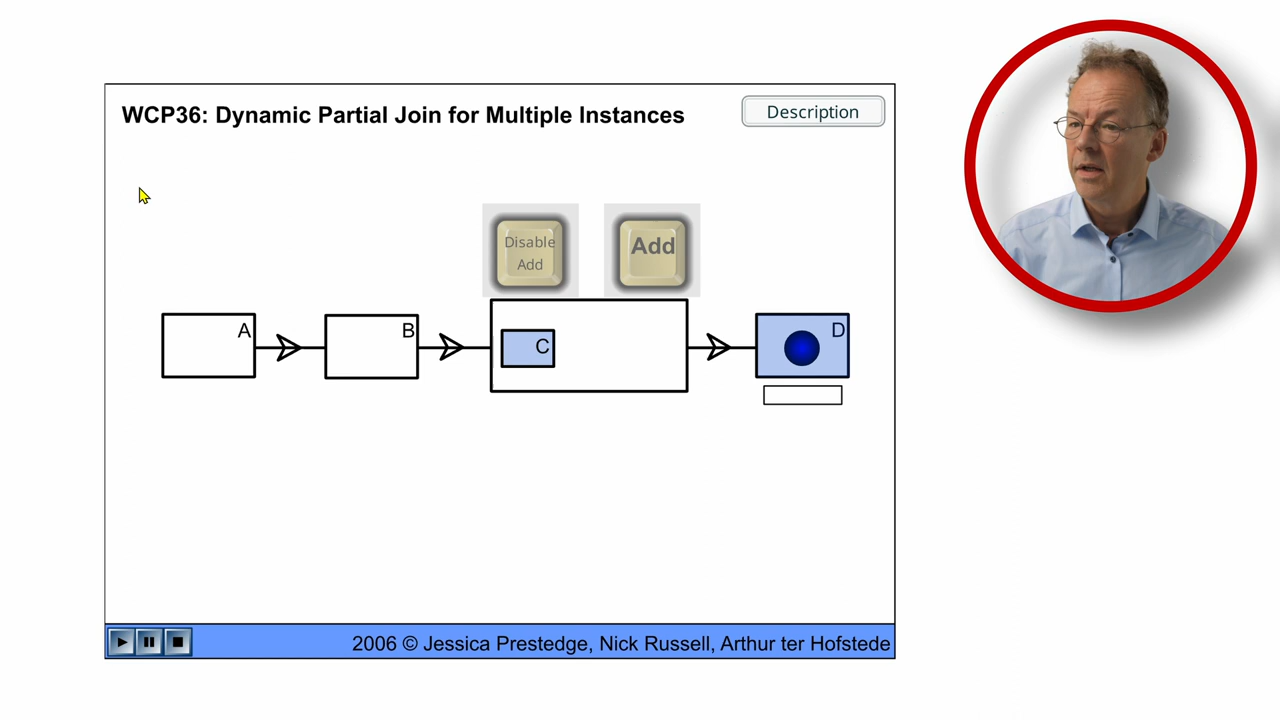 WCP36: Dynamic Partial Join for Multiple Instances
Description
Disable
Add
Add
A
B
C
D
2006 © Jessica Prestedge, Nick Russell, Arthur ter Hofstede